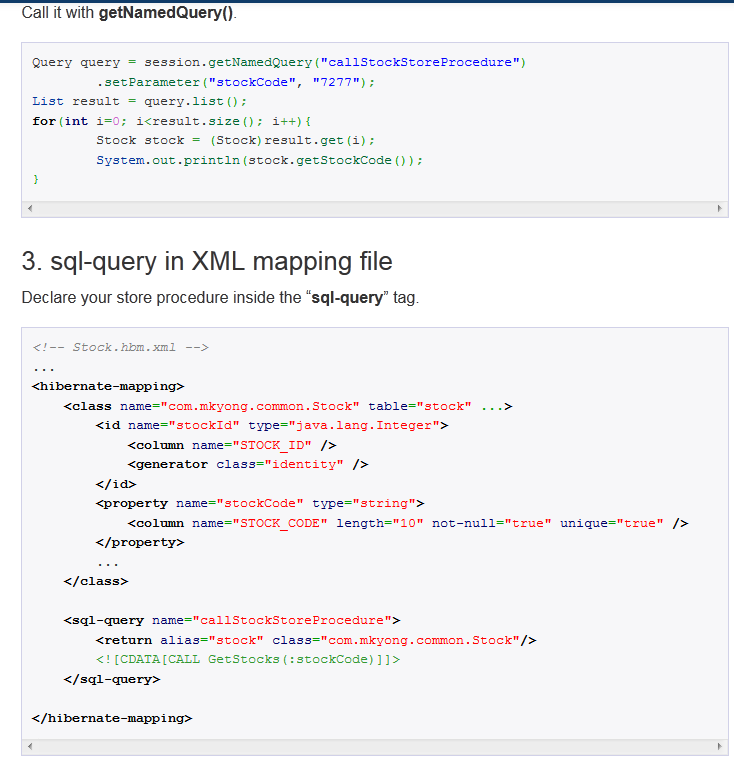 Call it with getNamedQuery().
Query query = session.getNamedQuery("callStockStoreProcedure")
.setParameter("stockCode", "7277");
List result = query.list();
for(int i=0; i<result.size(); i++){
Stock stock = (Stock)result.get(i);
System.out.println(stock.getStockCode());
}
3. sql-query in XML mapping file
Declare your store procedure inside the “sql-query” tag.
<!-- Stock.hbm.xml -->
...
<hibernate-mapping>
<class name="com.mkyong.common.Stock" table="stock" ...>
<id name="stockId" type="java.lang.Integer">
<column name="STOCK_ID" />
<generator class="identity" />
</id>
<property name="stockCode" type="string">
<column name="STOCK_CODE" length="10" not-null="true" unique="true" />
</property>
...
</class>
<sql-query name="callStockStoreProcedure">
<return alias="stock" class="com.mkyong.common.Stock"/>
<![CDATA[CALL GetStocks(:stockCode)]]>
</sql-query>
</hibernate-mapping>